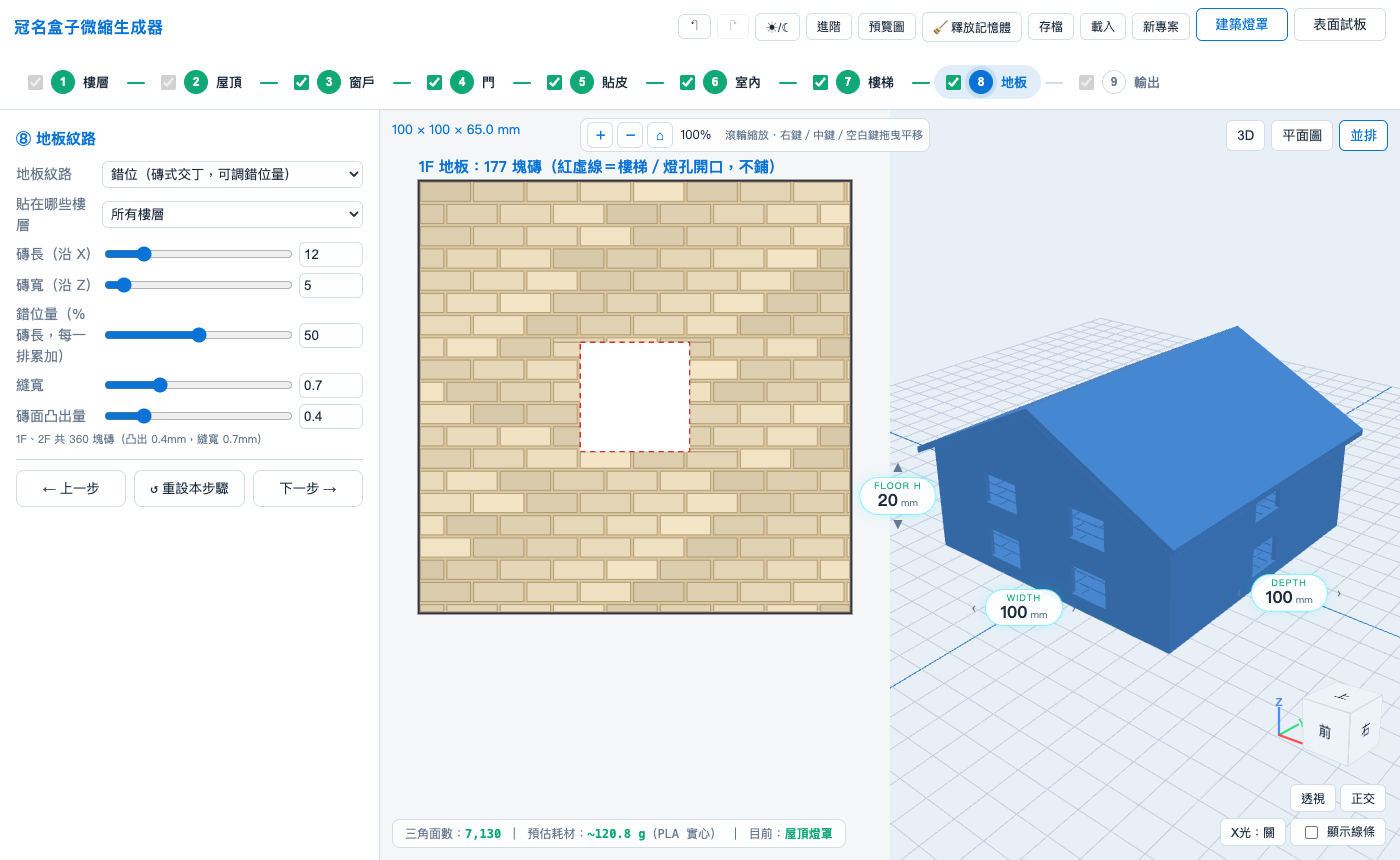 冠名盒子微縮生成器
☀/☾
進階
預覽圖
🧹 釋放記憶體
存檔
載入
新專案
建築燈罩
表面試板
1 樓層
2 屋頂
3 窗戶
4 門
5 貼皮
6 室內
7 樓梯
8 地板
9 輸出
⑧ 地板紋路
地板紋路
錯位（磚式交丁，可調錯位量）
貼在哪些樓
層
所有樓層
磚長（沿 X）
12
磚寬（沿 Z）
5
錯位量（%
磚長，每一
排累加）
50
縫寬
0.7
磚面凸出量
0.4
1F、2F 共 360 塊磚（凸出 0.4mm，縫寬 0.7mm）
← 上一步
↺ 重設本步驟
下一步 →
100 × 100 × 65.0 mm
+
−
⌂
100%
滾輪縮放・右鍵 / 中鍵 / 空白鍵拖曳平移
1F 地板：177 塊磚（紅虛線＝樓梯 / 燈孔開口，不鋪）
3D
平面圖
並排
▲
FLOOR H
20 mm
▼
‹
WIDTH
100 mm
›
DEPTH
100 mm
›
Z
上
前
右
透視
正交
X光：關
顯示線條
三角面數：7,130 | 預估耗材：~120.8 g (PLA 實心) | 目前：屋頂燈罩